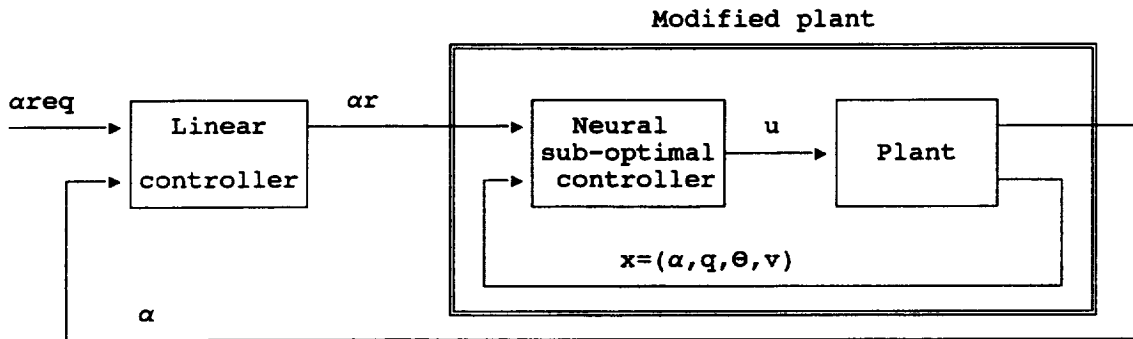 Modified plant
αreq
Linear
controller
αr
Neural
sub-optimal
controller
u
Plant
x=(α,q,Θ,v)
α